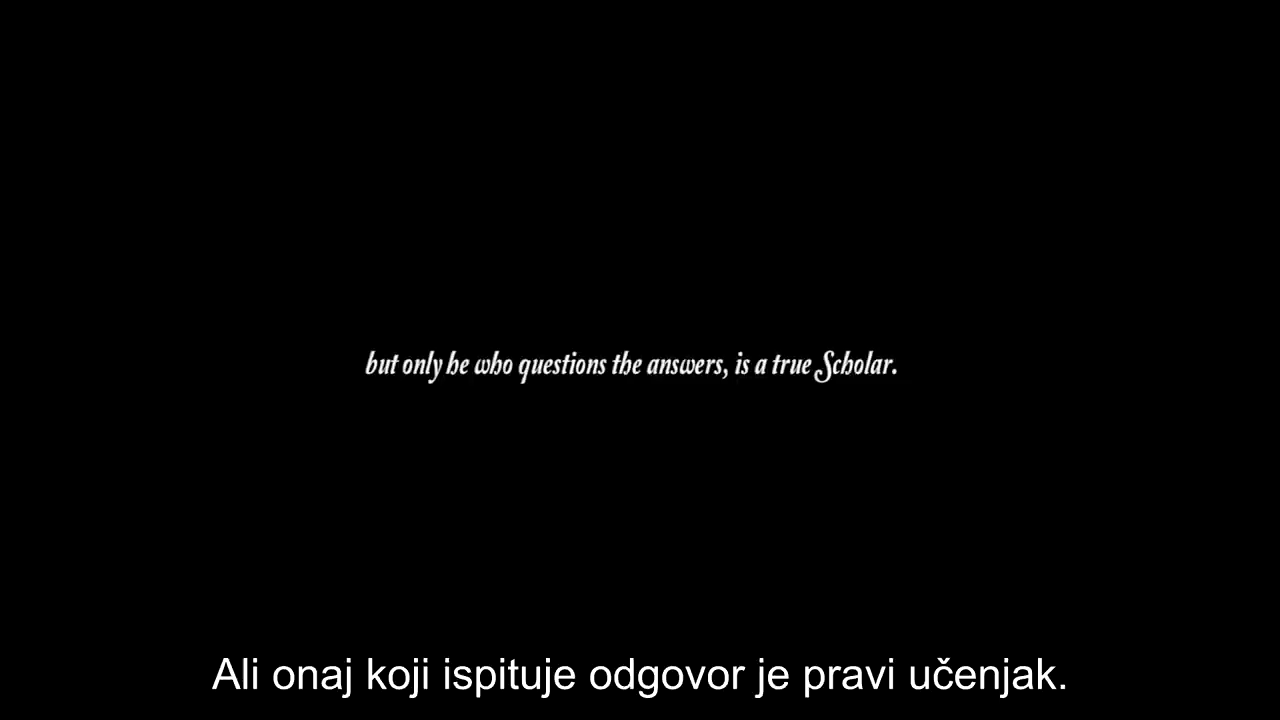 but only he who questions the answers, is a true Scholar.
Ali onaj koji ispituje odgovor je pravi učenjak.